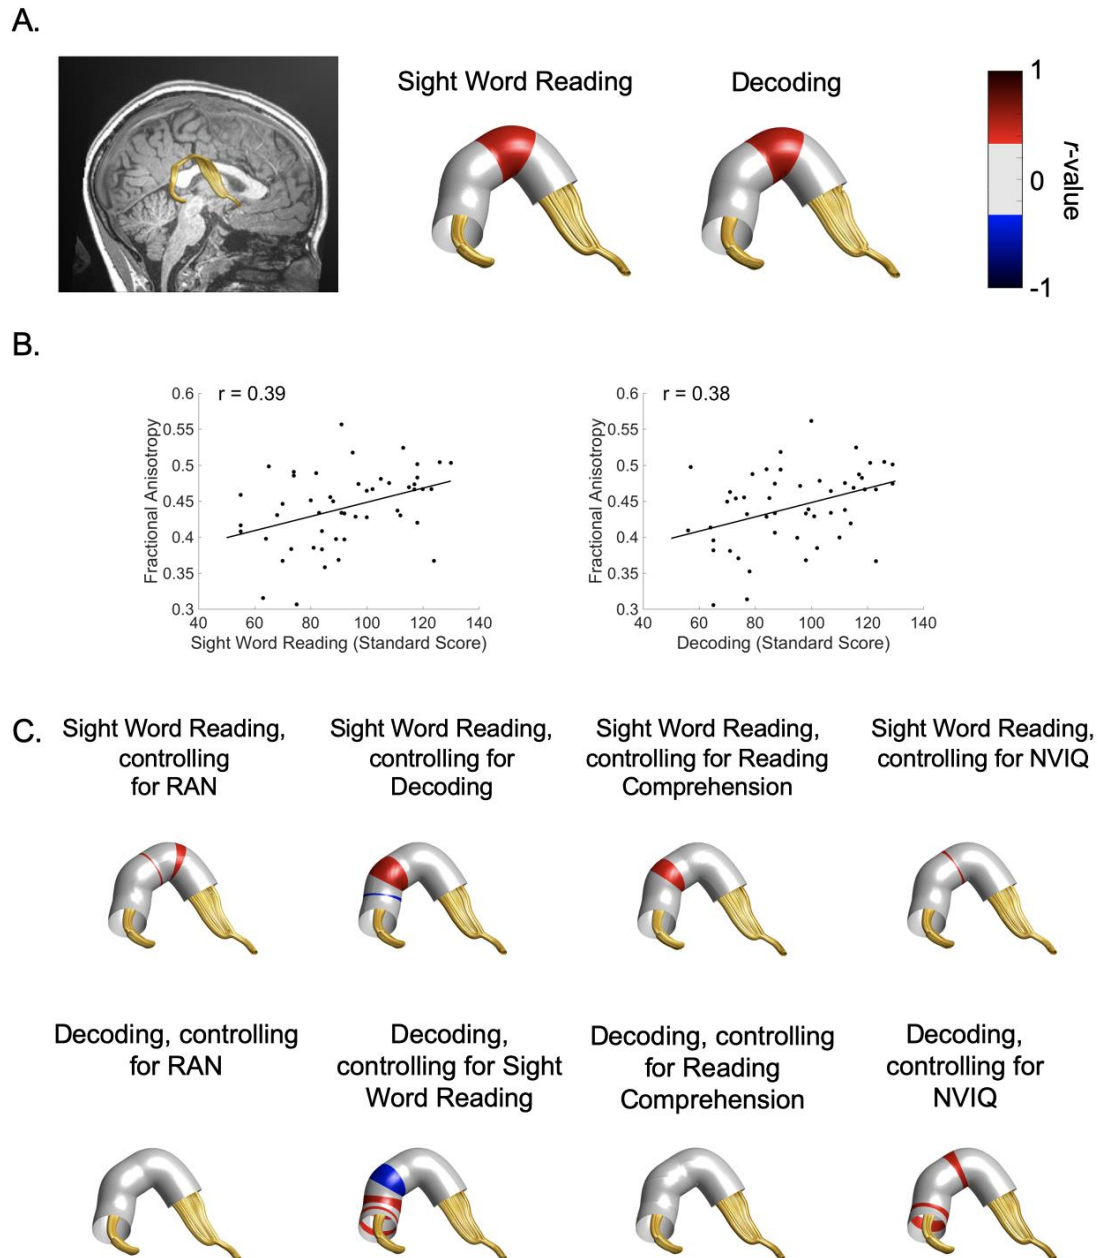 A.
Sight Word Reading
Decoding
1
0
-1
r-value
B.
r = 0.39
0.6
0.55
0.5
0.45
0.4
0.35
0.3
Fractional Anisotropy
40
60
80
100
120
140
Sight Word Reading (Standard Score)
r = 0.38
0.6
0.55
0.5
0.45
0.4
0.35
0.3
Fractional Anisotropy
40
60
80
100
120
140
Decoding (Standard Score)
C.
Sight Word Reading,
controlling
for RAN
Sight Word Reading,
controlling for
Decoding
Sight Word Reading,
controlling for Reading
Comprehension
Sight Word Reading,
controlling for NVIQ
Decoding, controlling
for RAN
Decoding,
controlling for Sight
Word Reading
Decoding, controlling
for Reading
Comprehension
Decoding,
controlling for
NVIQ